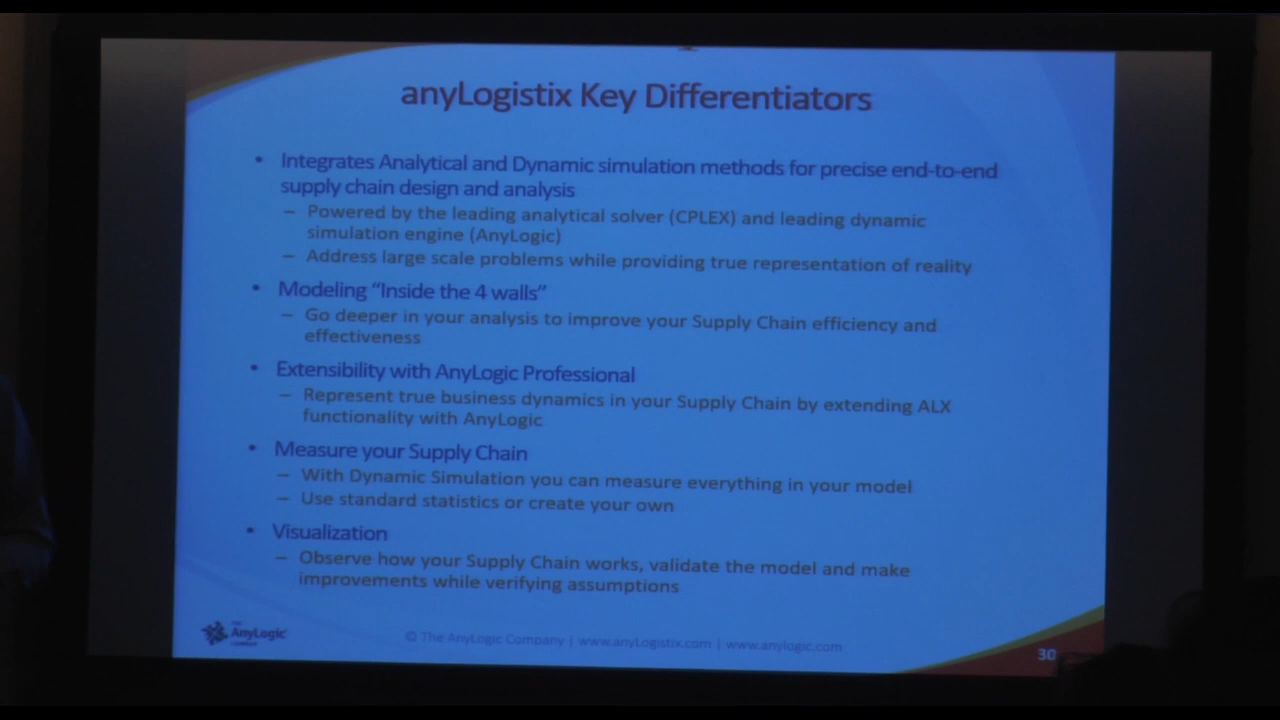 anyLogistix Key Differentiators
• Integrates Analytical and Dynamic simulation methods for precise end-to-end
supply chain design and analysis
– Powered by the leading analytical solver (CPLEX) and leading dynamic
simulation engine (AnyLogic)
– Address large scale problems while providing true representation of reality
• Modeling “Inside the 4 walls”
– Go deeper in your analysis to improve your Supply Chain efficiency and
effectiveness
• Extensibility with AnyLogic Professional
– Represent true business dynamics in your Supply Chain by extending ALX
functionality with AnyLogic
• Measure your Supply Chain
– With Dynamic Simulation you can measure everything in your model
– Use standard statistics or create your own
• Visualization
– Observe how your Supply Chain works, validate the model and make
improvements while verifying assumptions
THE
AnyLogic
COMPANY
© The AnyLogic Company | www.anyLogistix.com | www.anylogic.com
30